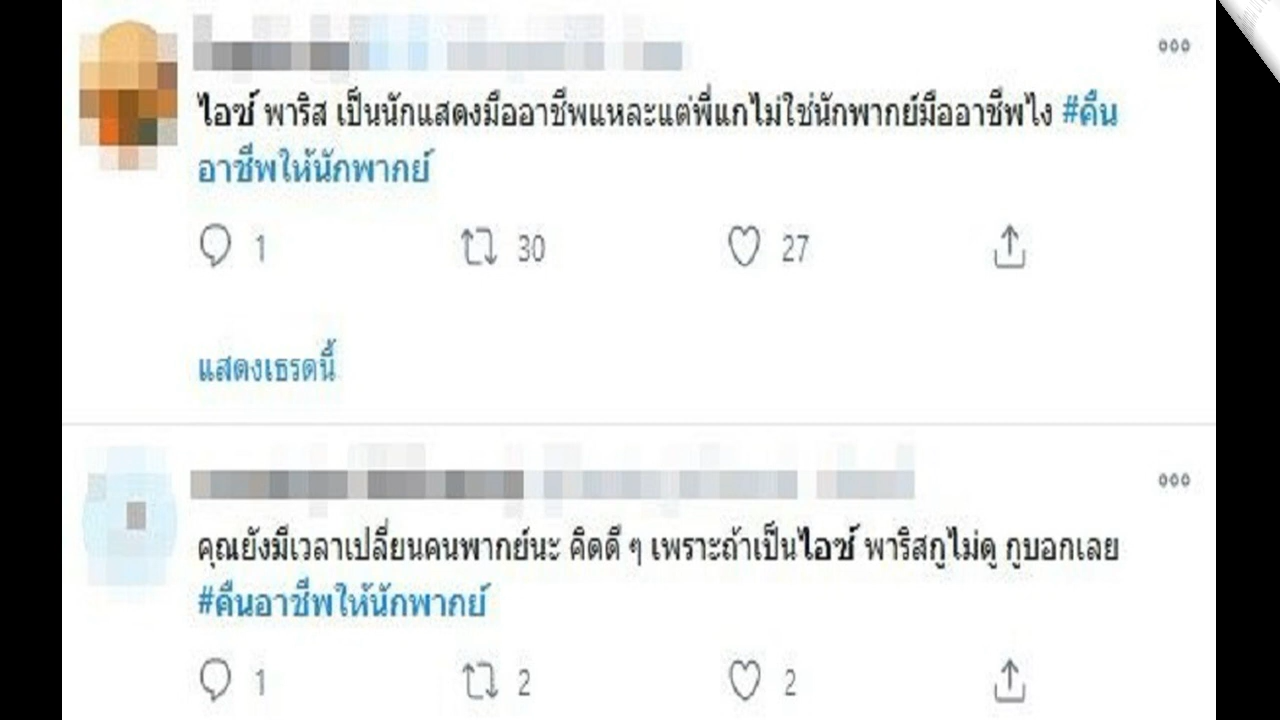 ไอซ์ พาริส เป็นนักแสดงมืออาชีพแหละแต่พี่แกไม่ใช่นักพากย์มืออาชีพไง #คืน
อาชีพให้นักพากย์
1 30 27
แสดงเธรดนี้
คุณยังมีเวลาเปลี่ยนคนพากย์นะ คิดดี ๆ เพราะถ้าเป็นไอซ์ พาริสกูไม่ดู กูบอกเลย
#คืนอาชีพให้นักพากย์
1 2 2